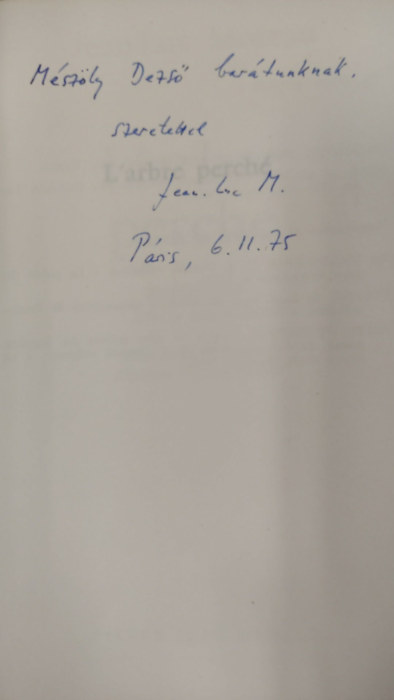 Mészöly Dezső barátunknak.
szeretettel
L'arbre perché
Jean-Luc M.
Páris, 6.11.75